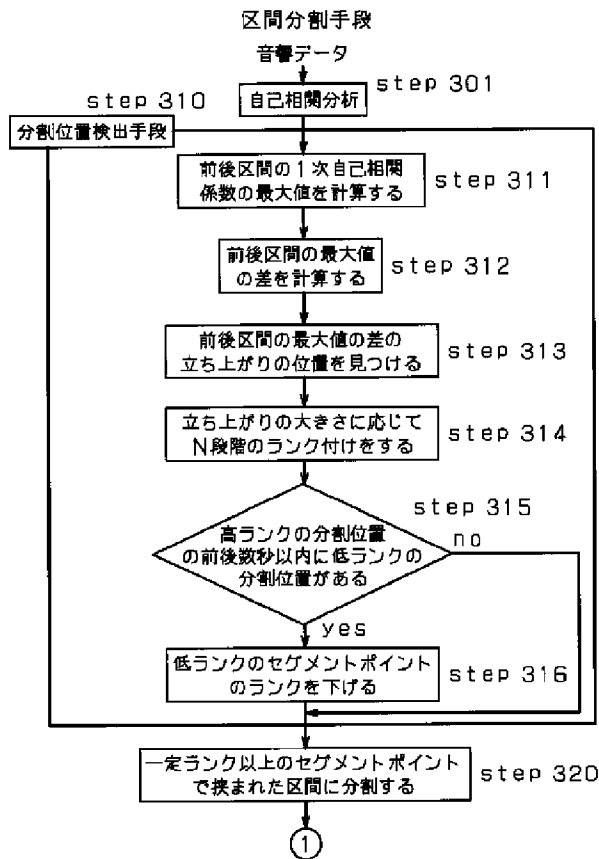 区間分割手段
音響データ
step 301
自己相関分析
step 310
分割位置検出手段
前後区間の1次自己相関
係数の最大値を計算する
step 311
前後区間の最大値
の差を計算する
step 312
前後区間の最大値の差の
立ち上がりの位置を見つける
step 313
立ち上がりの大きさに応じて
N段階のランク付けをする
step 314
step 315
高ランクの分割位置
の前後数秒以内に低ランクの
分割位置がある
no
yes
低ランクのセグメントポイント
のランクを下げる
step 316
一定ランク以上のセグメントポイント
で挟まれた区間に分割する
step 320
1